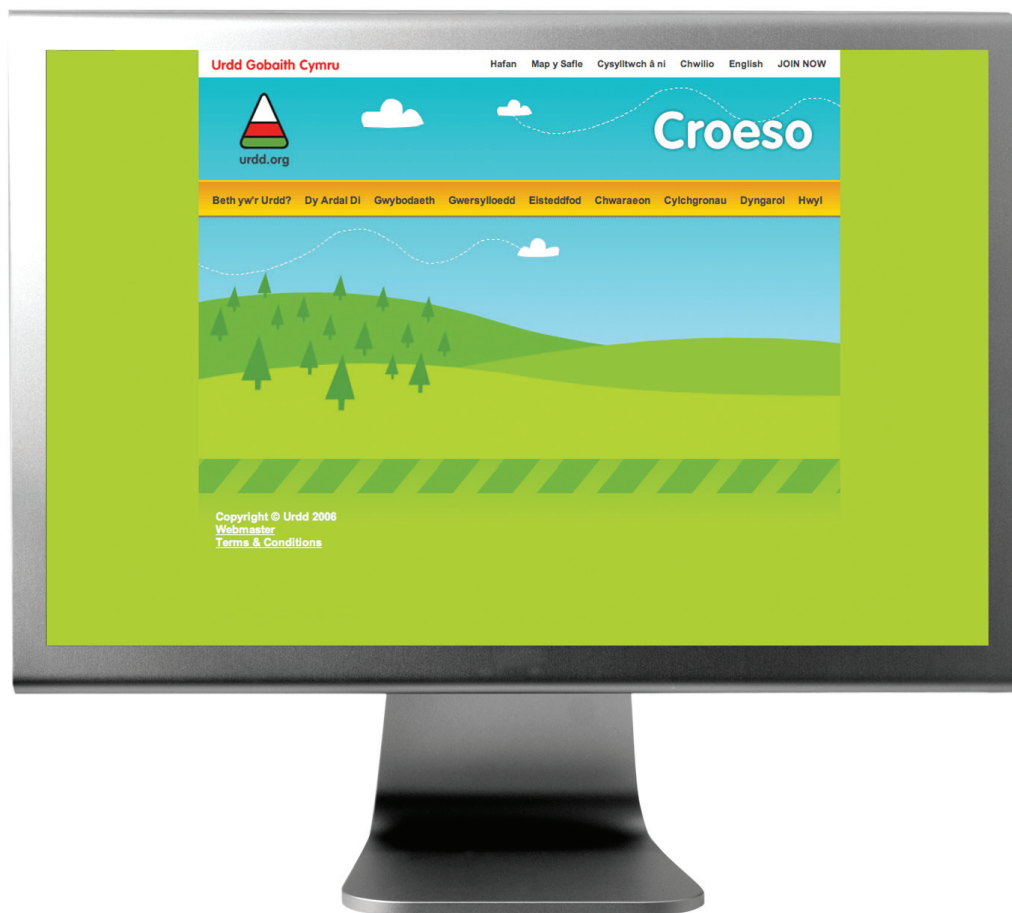 Urdd Gobaith Cymru Hafan Map y Safle Cysylltwch â ni Chwilio English JOIN NOW
Croeso
urdd.org
Beth yw'r Urdd? Dy Ardal Di Gwybodaeth Gwersylloedd Eisteddfod Chwaraeon Cylchgronau Dyngarol Hwyl
Copyright © Urdd 2006
Webmaster
Terms & Conditions